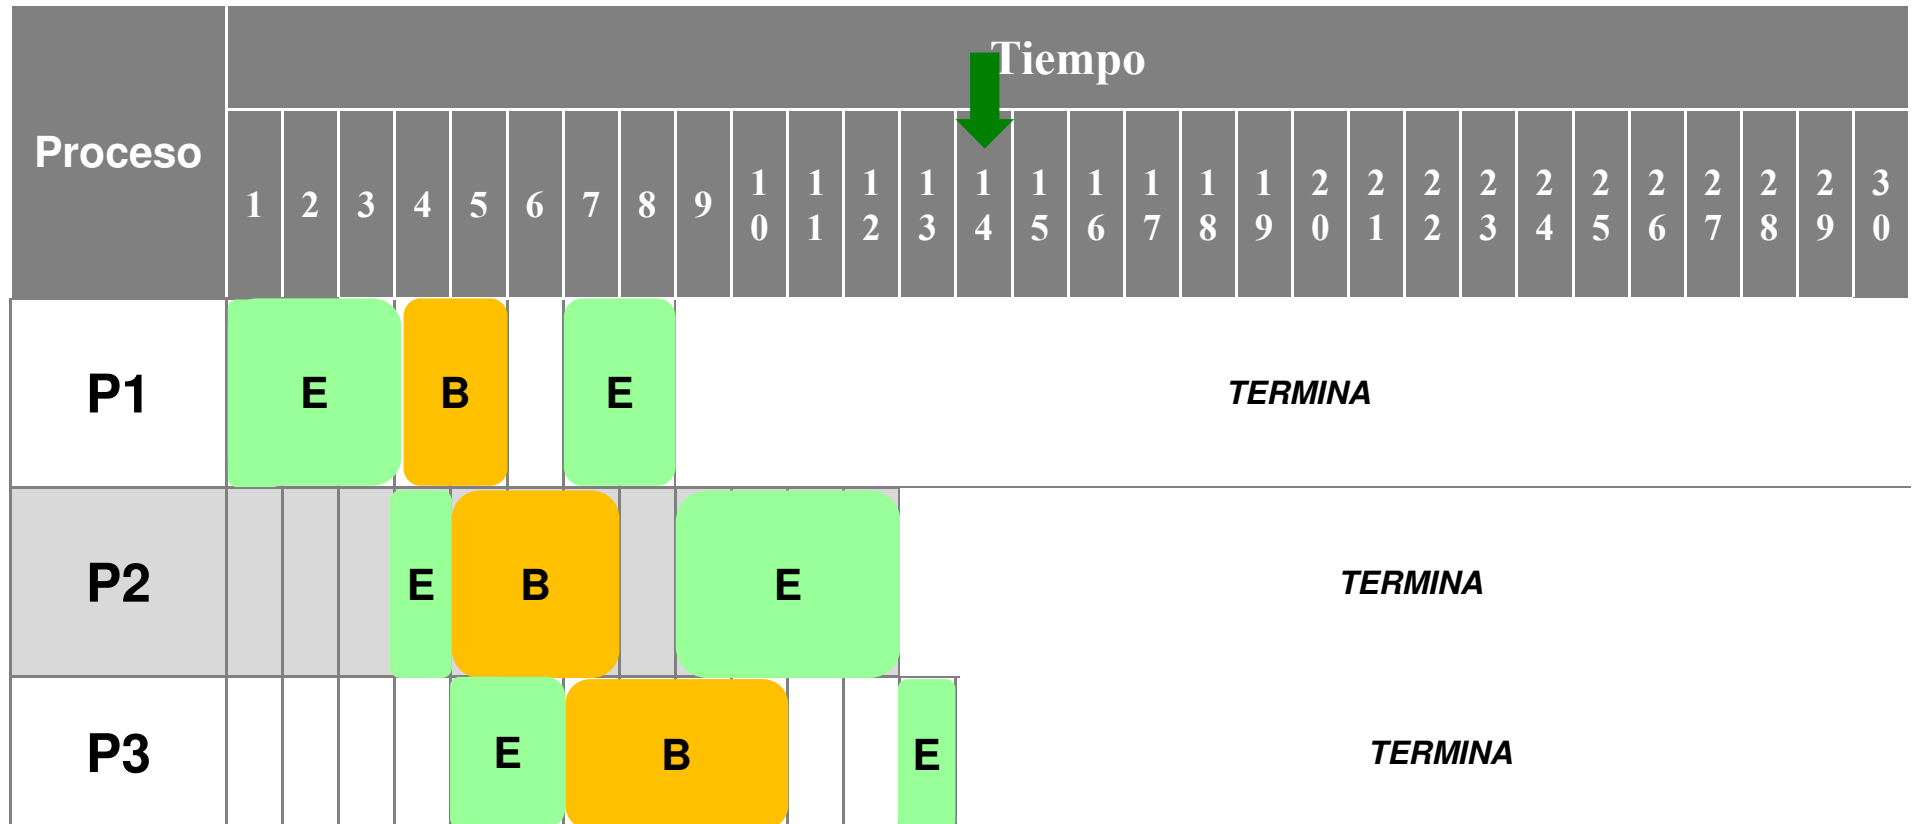 Tiempo
Proceso
1 2 3 4 5 6 7 8 9 10 11 12 13 14 15 16 17 18 19 20 21 22 23 24 25 26 27 28 29 30
P1 E B E TERMINA
P2 E B E TERMINA
P3 E B E TERMINA